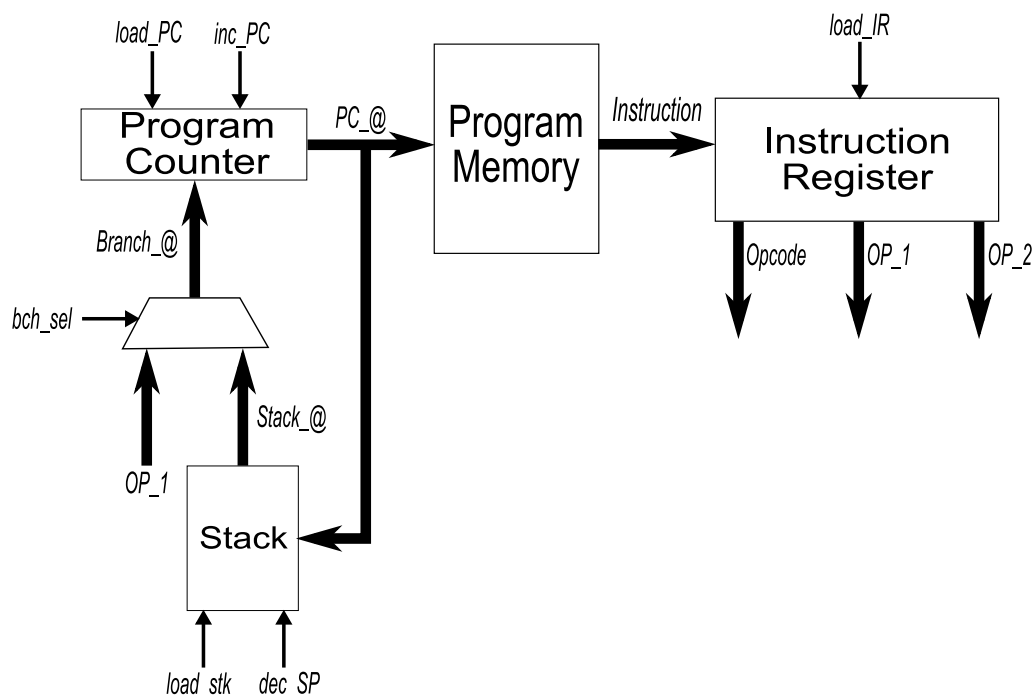 load_PC
inc_PC
load_IR
Program
Counter
PC_@
Program
Memory
Instruction
Instruction
Register
Branch_@
Opcode
OP_1
OP_2
bch_sel
Stack_@
OP_1
Stack
load_stk
dec_SP